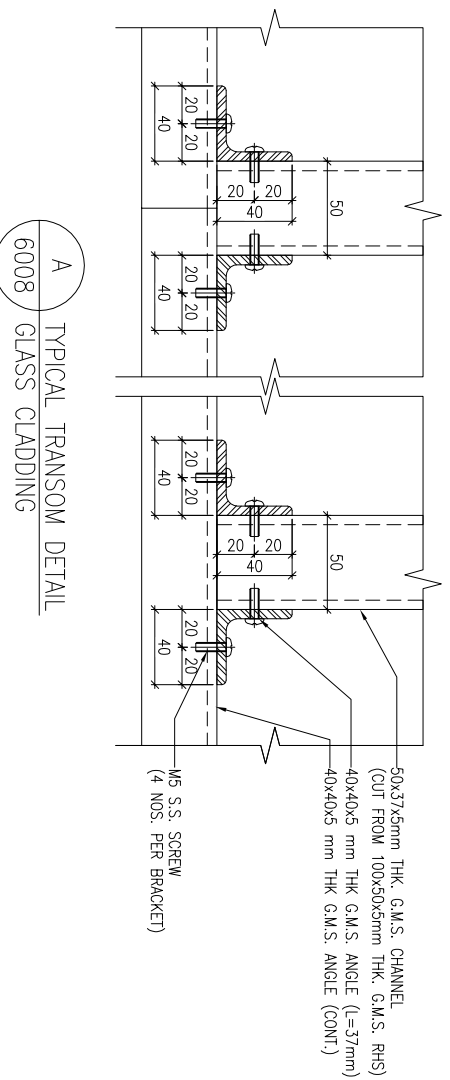 50x37x5mm THK. G.M.S. CHANNEL
(CUT FROM 100x50x5mm THK. G.M.S. RHS)
40x40x5 mm THK G.M.S. ANGLE (L=37mm)
40x40x5 mm THK G.M.S. ANGLE (CONT.)
M5 S.S. SCREW
(4 NOS. PER BRACKET)
50
20
20
40
20
20
40
20
20
40
50
20
20
40
20
20
40
20
20
40
A
6008
TYPICAL TRANSOM DETAIL
GLASS CLADDING